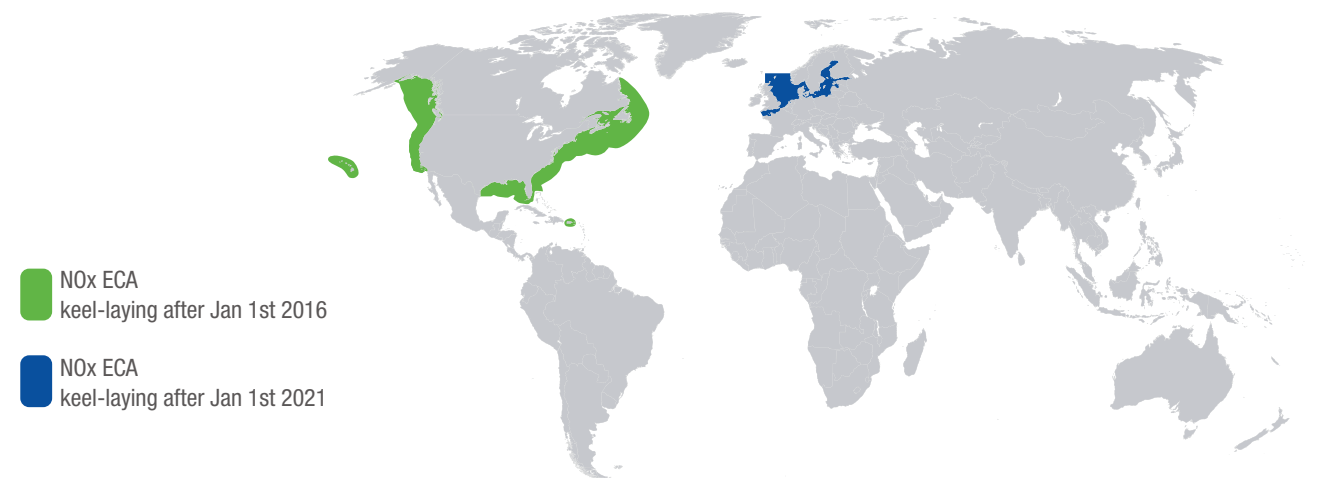 NOx ECA
keel-laying after Jan 1st 2016
NOx ECA
keel-laying after Jan 1st 2021